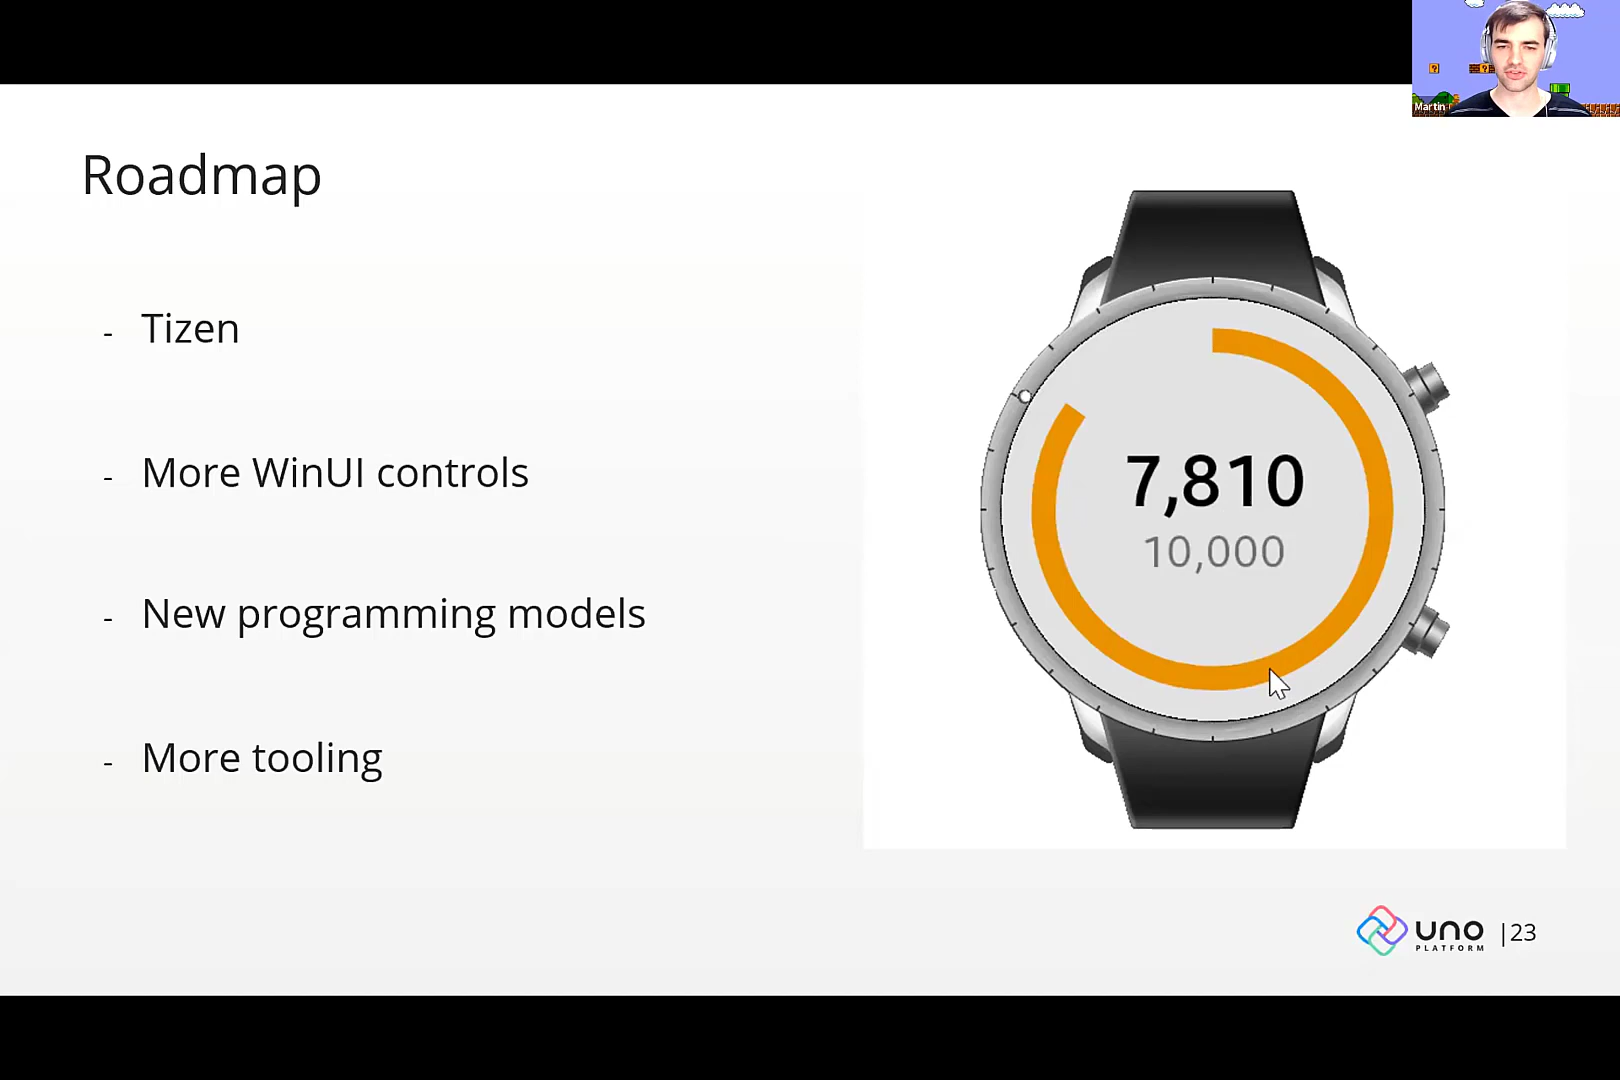 Martin
Roadmap
- Tizen
- More WinUI controls
- New programming models
- More tooling
7,810
10,000
uno
PLATFORM
|23